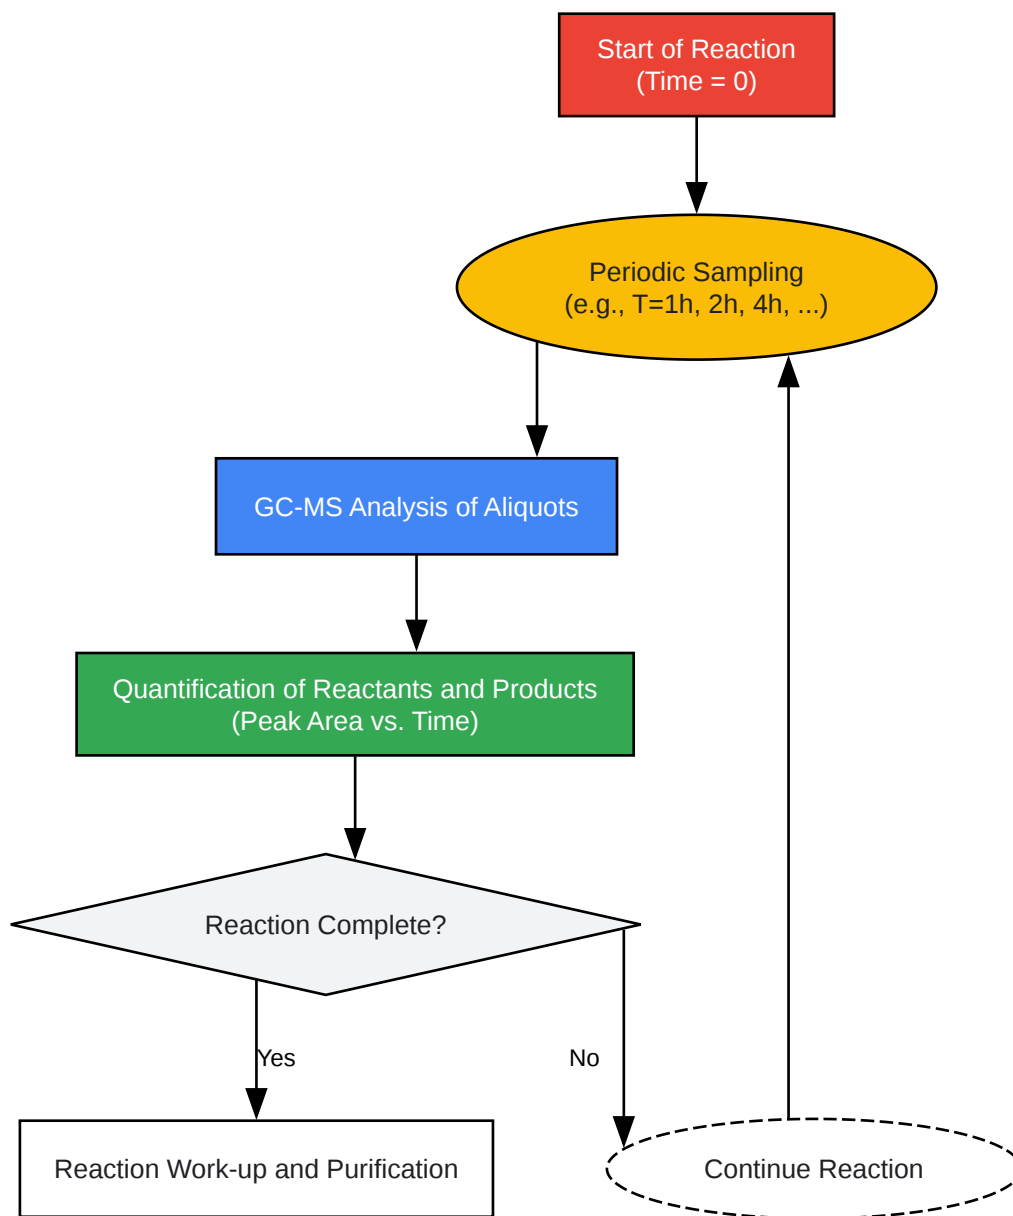 Start of Reaction
(Time = 0)
Periodic Sampling
(e.g., T=1h, 2h, 4h, ...)
GC-MS Analysis of Aliquots
Quantification of Reactants and Products
(Peak Area vs. Time)
Reaction Complete?
Yes
No
Reaction Work-up and Purification
Continue Reaction